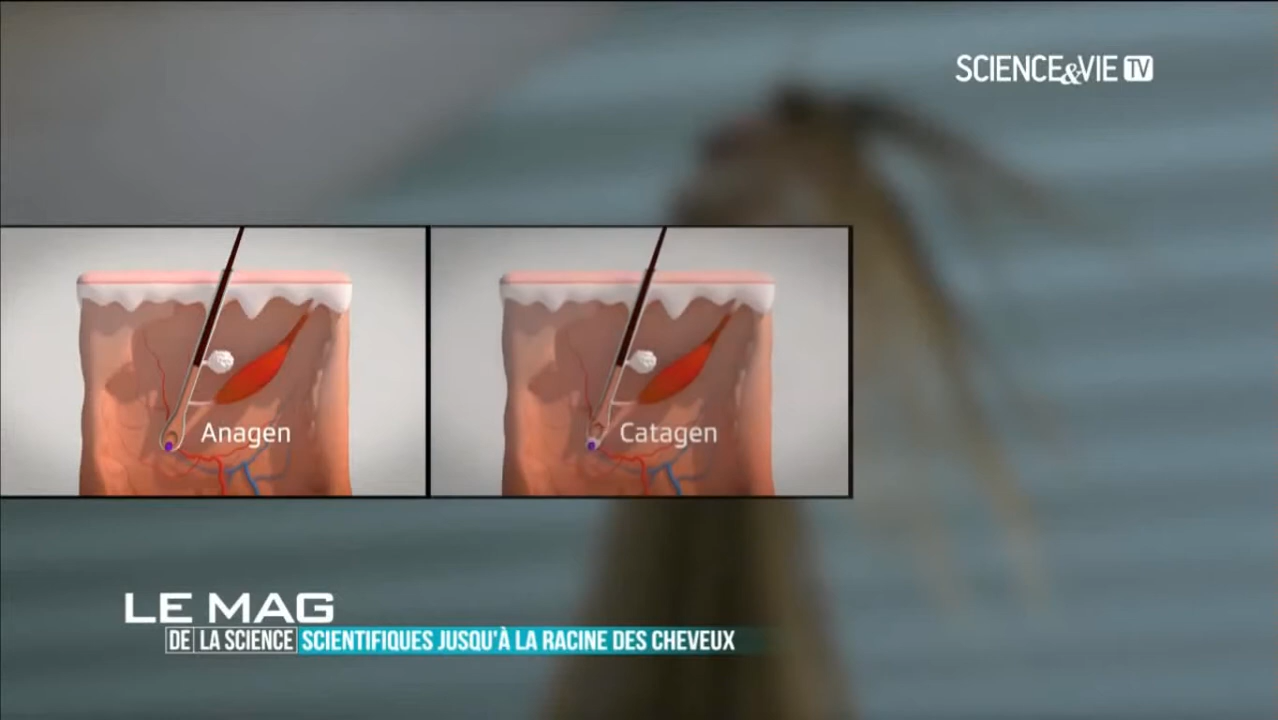 SCIENCE&VIE TV
Anagen
Catagen
LE MAG
DE LA SCIENCE SCIENTIFIQUES JUSQU'À LA RACINE DES CHEVEUX